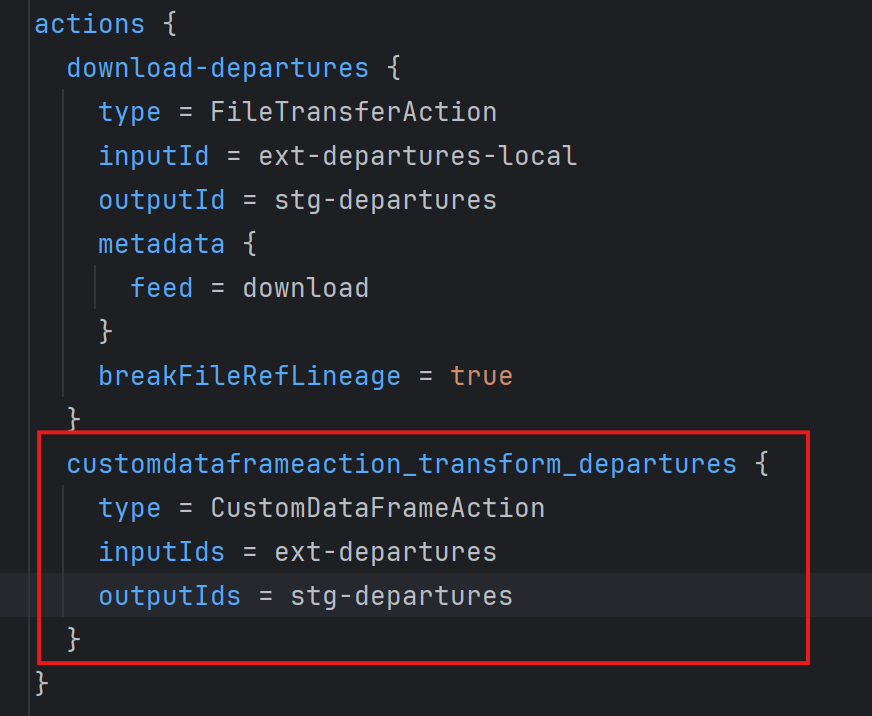 actions {
download-departures {
type = FileTransferAction
inputId = ext-departures-local
outputId = stg-departures
metadata {
feed = download
}
breakFileRefLineage = true
}
customdataframeaction_transform_departures {
type = CustomDataFrameAction
inputIds = ext-departures
outputIds = stg-departures
}
}